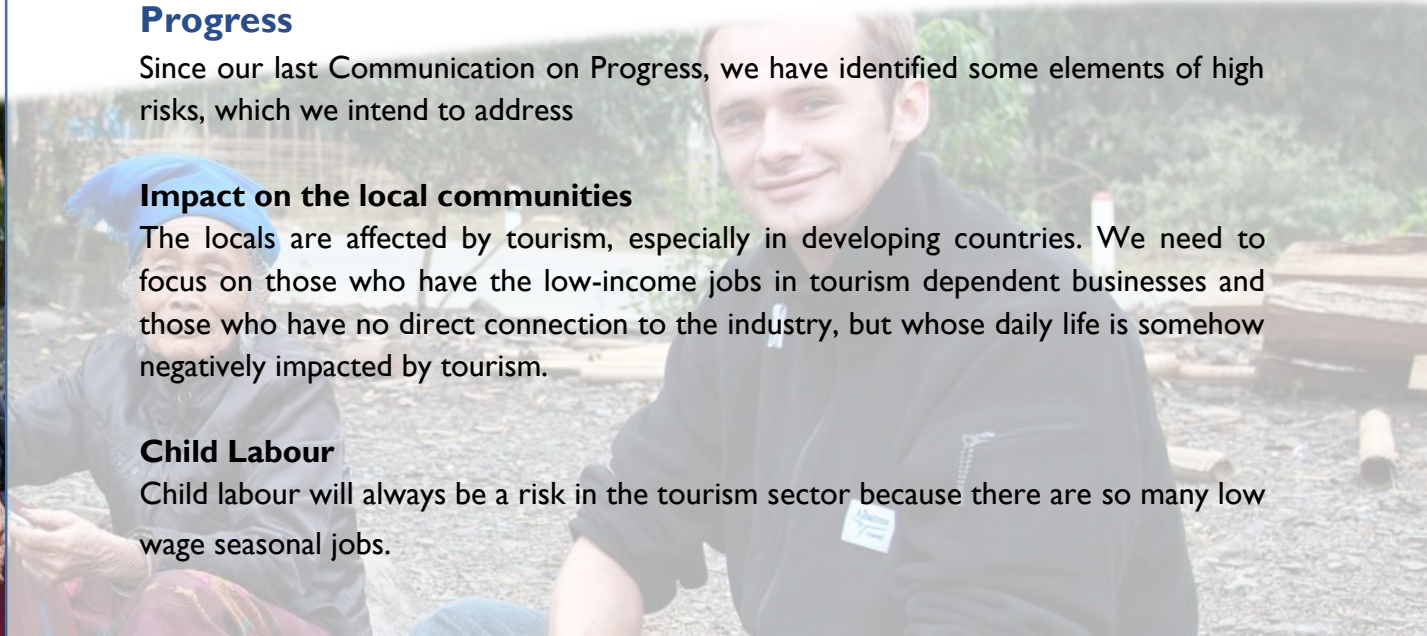 Progress
Since our last Communication on Progress, we have identified some elements of high
risks, which we intend to address
Impact on the local communities
The locals are affected by tourism, especially in developing countries. We need to
focus on those who have the low-income jobs in tourism dependent businesses and
those who have no direct connection to the industry, but whose daily life is somehow
negatively impacted by tourism.
Child Labour
Child labour will always be a risk in the tourism sector because there are so many low
wage seasonal jobs.
Albatros